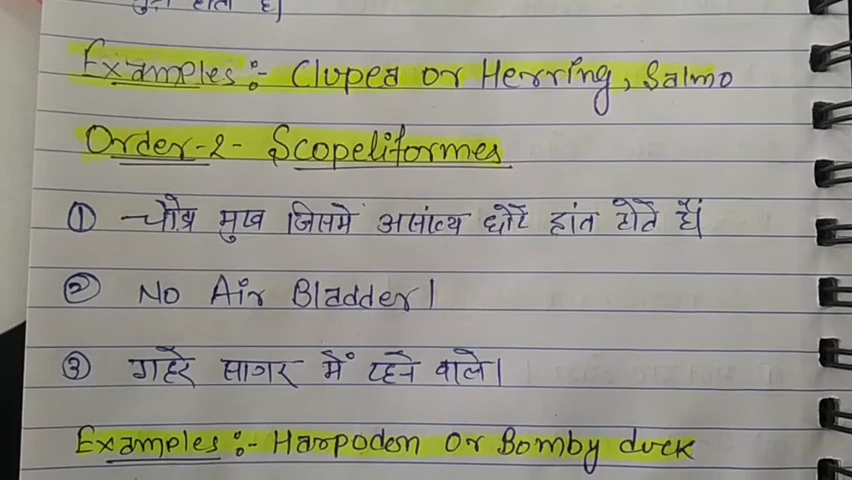 होता है।
Examples:- Clupea or Herring, Salmo
Order-2- Scopeliformes
① चौड़ा मुख जिसमें असंख्य छोटे दांत होते हैं।
② No Air Bladder।
③ गहरे सागर में रहने वाले।
Examples:- Harpodon or Bomby duck